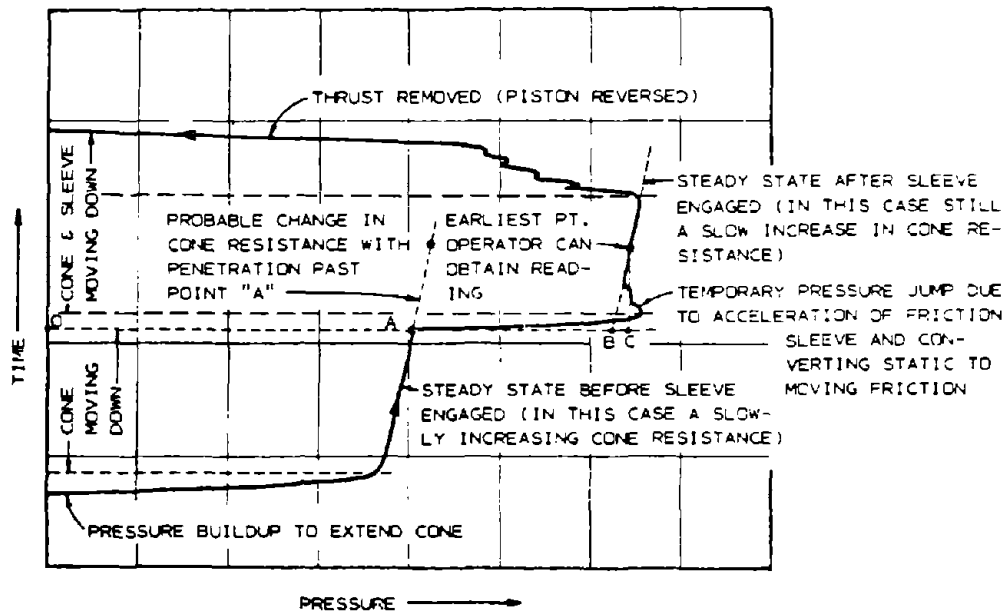 THRUST REMOVED (PISTON REVERSED)
CONE & SLEEVE
MOVING DOWN
PROBABLE CHANGE IN
CONE RESISTANCE WITH
PENETRATION PAST
POINT "A"
EARLIEST PT.
OPERATOR CAN
OBTAIN READ-
ING
STEADY STATE AFTER SLEEVE
ENGAGED (IN THIS CASE STILL
A SLOW INCREASE IN CONE RE-
SISTANCE)
TEMPORARY PRESSURE JUMP DUE
TO ACCELERATION OF FRICTION
SLEEVE AND CON-
VERTING STATIC TO
MOVING FRICTION
A
B C
TIME
CONE
MOVING
DOWN
STEADY STATE BEFORE SLEEVE
ENGAGED (IN THIS CASE A SLOW-
LY INCREASING CONE RESISTANCE)
PRESSURE BUILDUP TO EXTEND CONE
PRESSURE